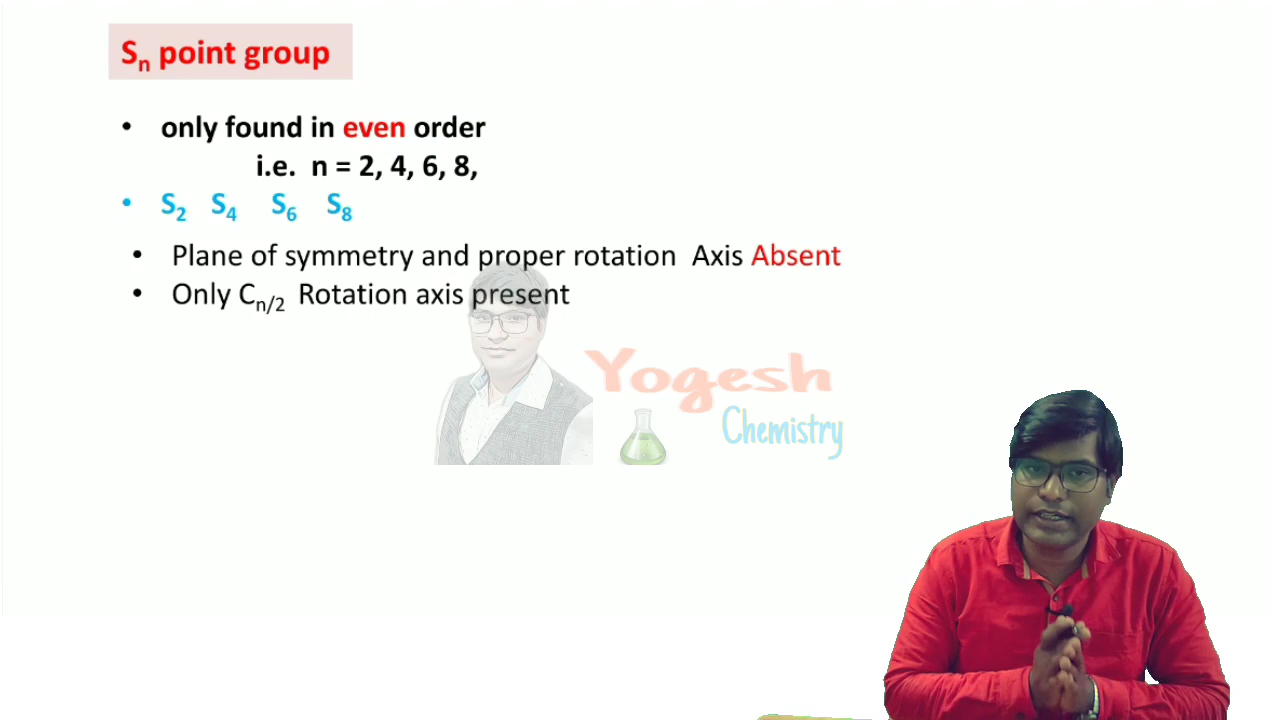 Sn point group
• only found in even order
i.e. n = 2, 4, 6, 8,
• S2 S4 S6 S8
• Plane of symmetry and proper rotation Axis Absent
• Only Cn/2 Rotation axis present
Yogesh
Chemistry